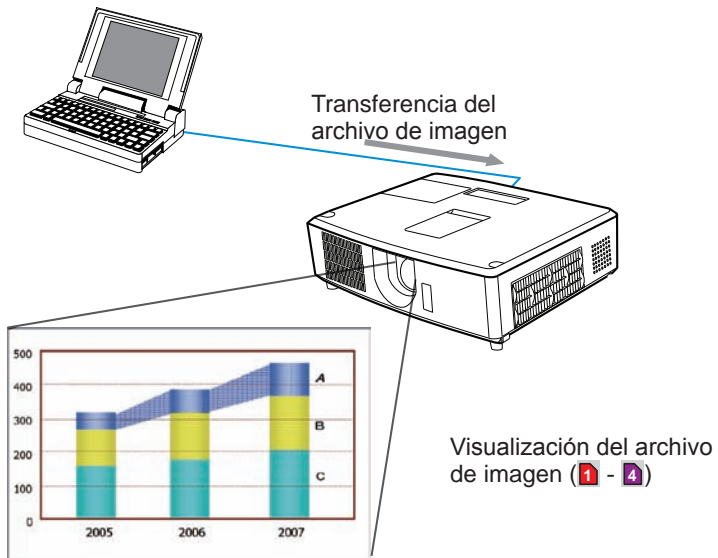 Transferencia del
archivo de imagen
500
400
300
200
100
0
A
B
C
2005 2006 2007
Visualización del archivo
de imagen (1 - 4)